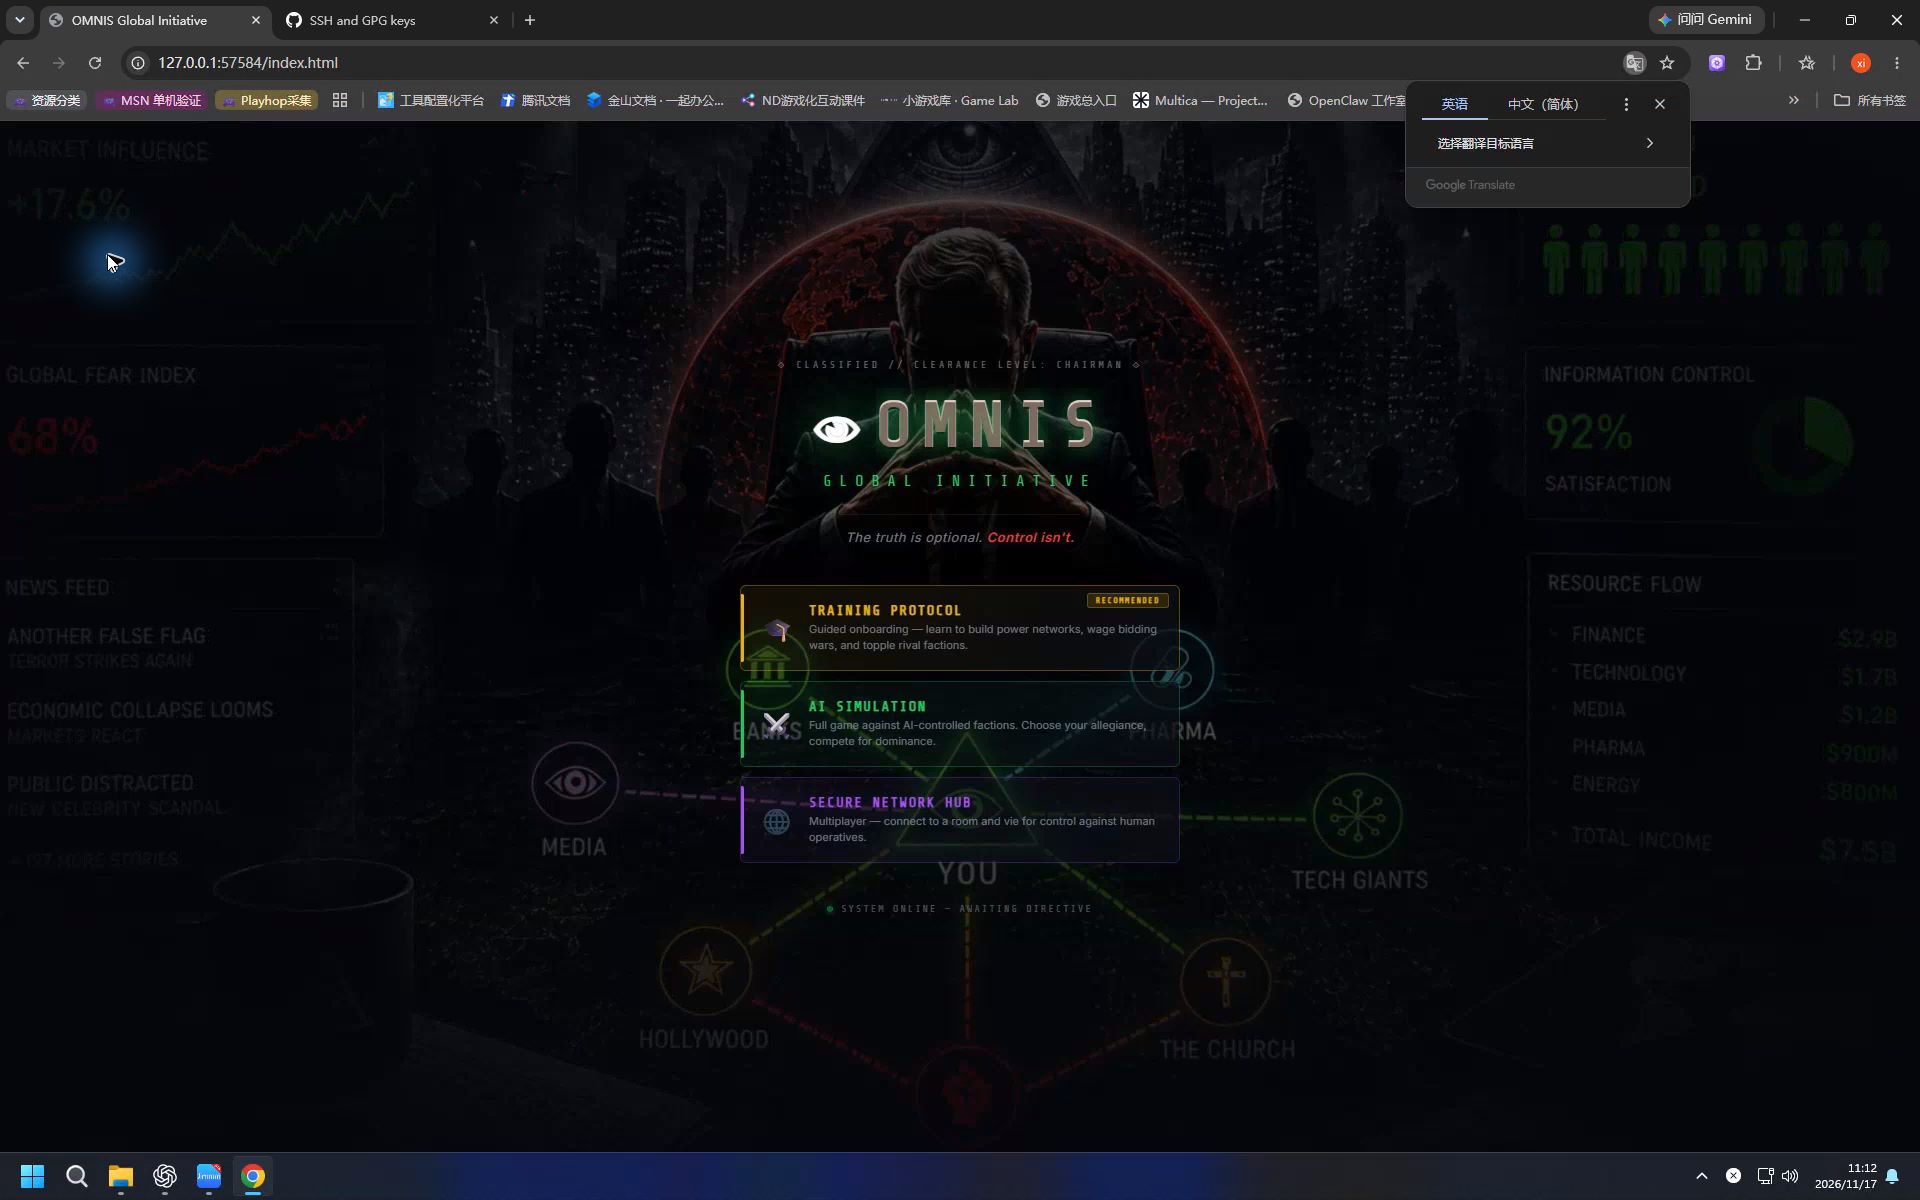 OMNIS Global Initiative
SSH and GPG keys
问问 Gemini
127.0.0.1:57584/index.html
xi
资源分类
MSN 单机验证
Playhop采集
工具配置化平台
腾讯文档
金山文档 · 一起办公...
ND游戏化互动课件
小游戏库 · Game Lab
游戏总入口
Multica — Project...
OpenClaw 工作室
所有书签
英语
中文（简体）
选择翻译目标语言
Google Translate
MARKET INFLUENCE
+17.6%
GLOBAL FEAR INDEX
68%
NEWS FEED
ANOTHER FALSE FLAG
TERROR STRIKES AGAIN
ECONOMIC COLLAPSE LOOMS
MARKETS REACT
PUBLIC DISTRACTED
NEW CELEBRITY SCANDAL
+ 197 MORE STORIES
CLASSIFIED // CLEARANCE LEVEL: CHAIRMAN
OMNIS
GLOBAL INITIATIVE
The truth is optional. Control isn't.
RECOMMENDED
TRAINING PROTOCOL
Guided onboarding — learn to build power networks, wage bidding
wars, and topple rival factions.
AI SIMULATION
Full game against AI-controlled factions. Choose your allegiance,
compete for dominance.
SECURE NETWORK HUB
Multiplayer — connect to a room and vie for control against human
operatives.
SYSTEM ONLINE — AWAITING DIRECTIVE
BANKS
PHARMA
MEDIA
YOU
TECH GIANTS
HOLLYWOOD
THE CHURCH
INFORMATION CONTROL
92%
SATISFACTION
RESOURCE FLOW
FINANCE $2.9B
TECHNOLOGY $1.7B
MEDIA $1.2B
PHARMA $900M
ENERGY $800M
TOTAL INCOME $7.5B
11:12
2026/11/17